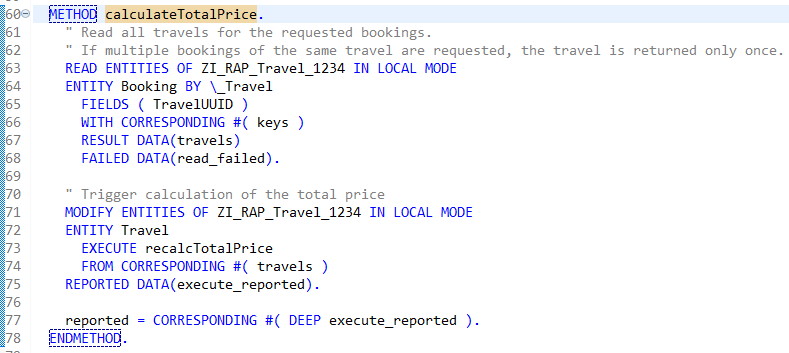 60 METHOD calculateTotalPrice.
61 " Read all travels for the requested bookings.
62 " If multiple bookings of the same travel are requested, the travel is returned only once.
63 READ ENTITIES OF ZI_RAP_Travel_1234 IN LOCAL MODE
64 ENTITY Booking BY \_Travel
65 FIELDS ( TravelUUID )
66 WITH CORRESPONDING #( keys )
67 RESULT DATA(travels)
68 FAILED DATA(read_failed).
69
70 " Trigger calculation of the total price
71 MODIFY ENTITIES OF ZI_RAP_Travel_1234 IN LOCAL MODE
72 ENTITY Travel
73 EXECUTE recalcTotalPrice
74 FROM CORRESPONDING #( travels )
75 REPORTED DATA(execute_reported).
76
77 reported = CORRESPONDING #( DEEP execute_reported ).
78 ENDMETHOD.